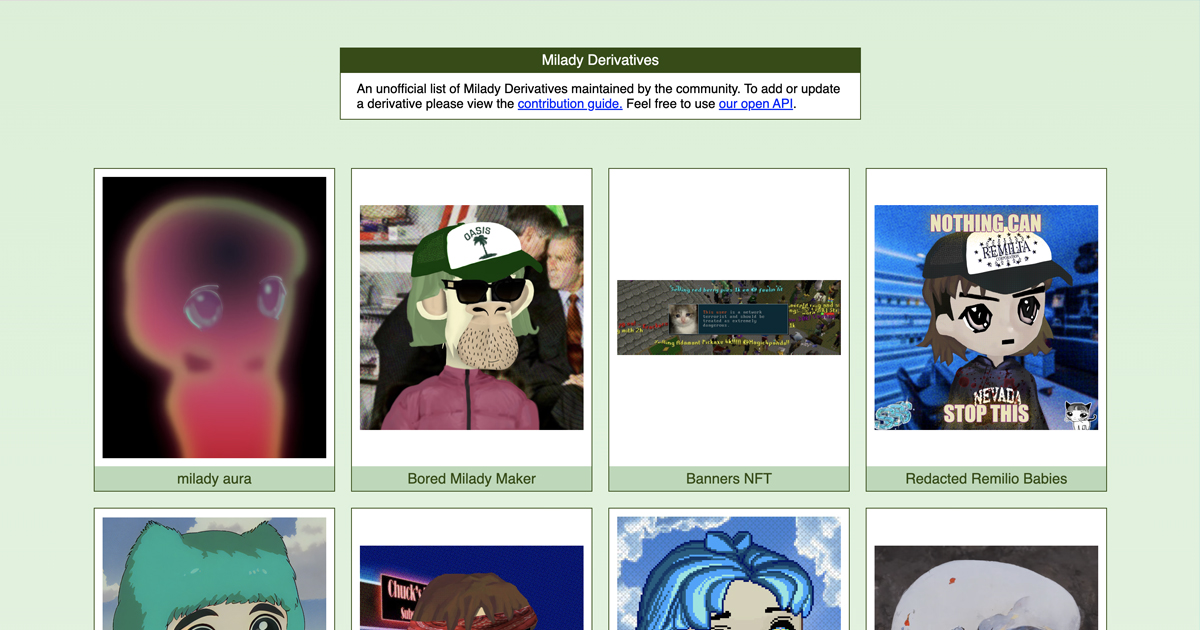 Milady Derivatives
An unofficial list of Milady Derivatives maintained by the community. To add or update
a derivative please view the contribution guide. Feel free to use our open API.
OASIS
NOTHING CAN
REMILIA
CORPORATION
NEVADA
STOP THIS
milady aura
Bored Milady Maker
Banners NFT
Redacted Remilio Babies
Chuck's